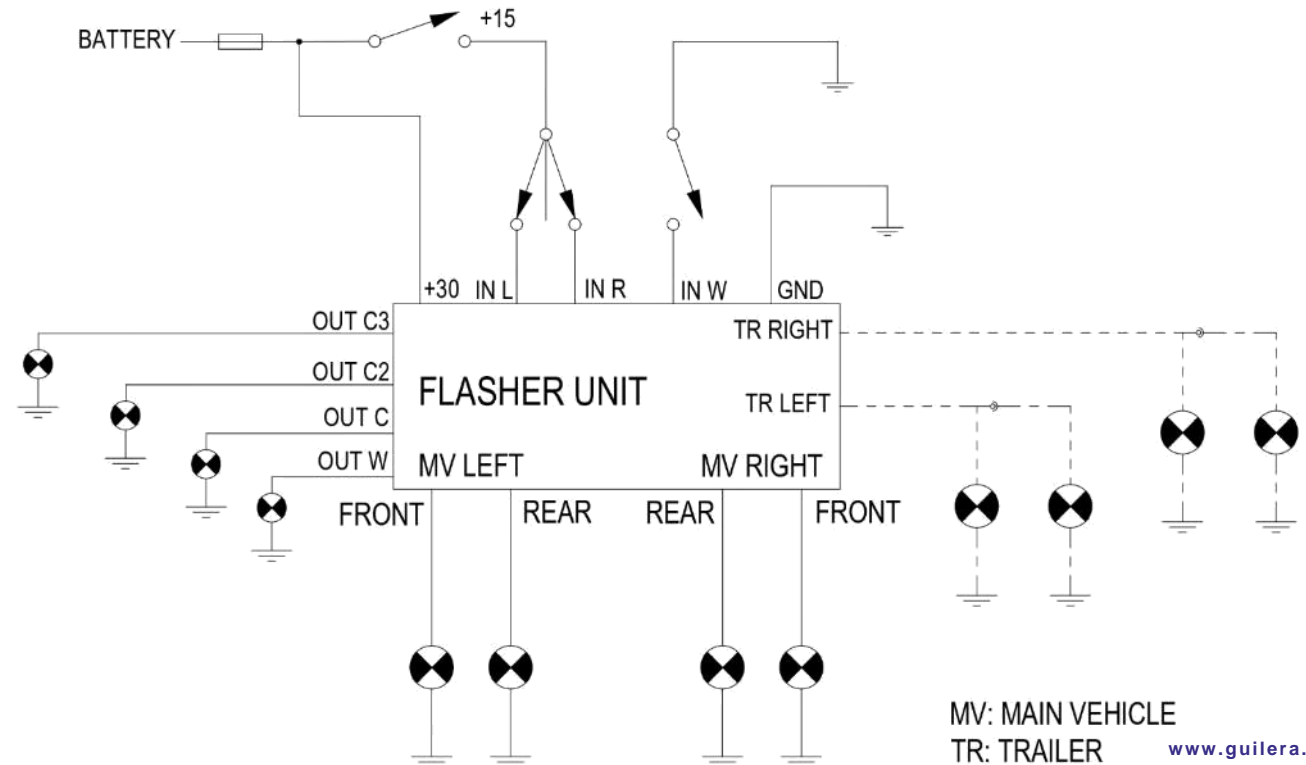 BATTERY
+15
+30
IN L
IN R
IN W
GND
OUT C3
TR RIGHT
OUT C2
FLASHER UNIT
TR LEFT
OUT C
OUT W
MV LEFT
MV RIGHT
FRONT
REAR
REAR
FRONT
MV: MAIN VEHICLE
TR: TRAILER
www.guilera.